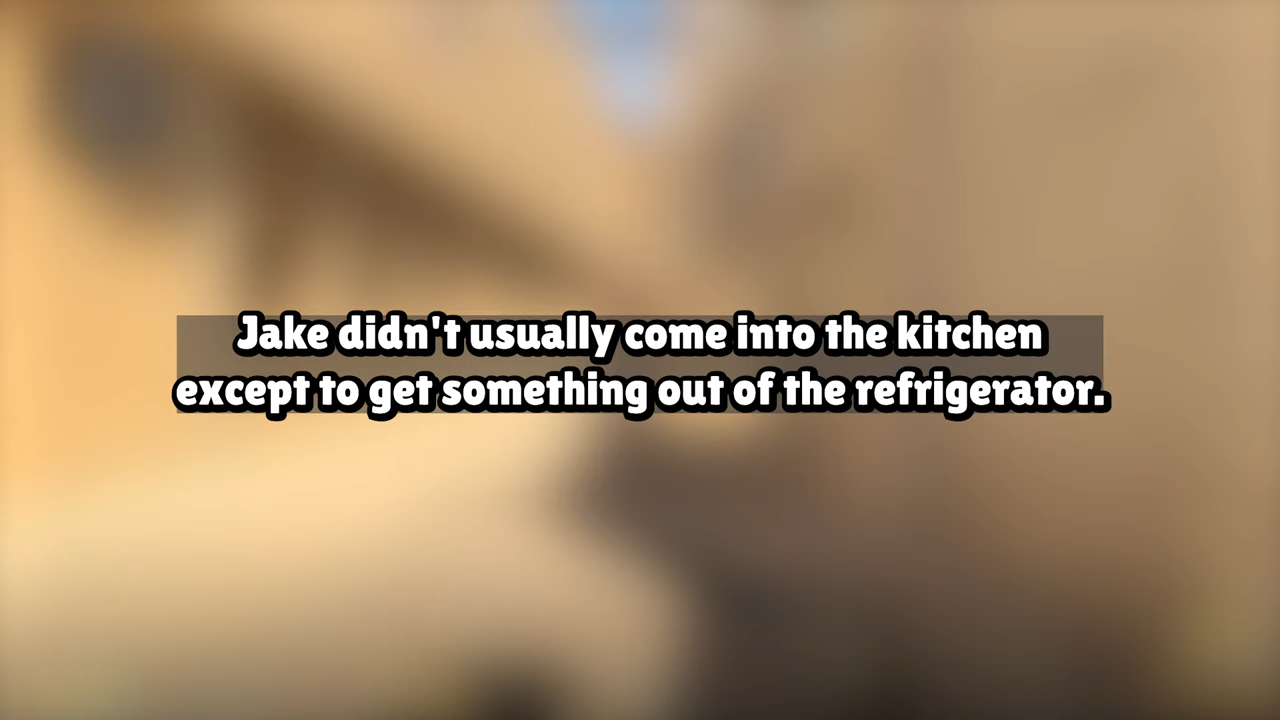 Jake didn't usually come into the kitchen
except to get something out of the refrigerator.